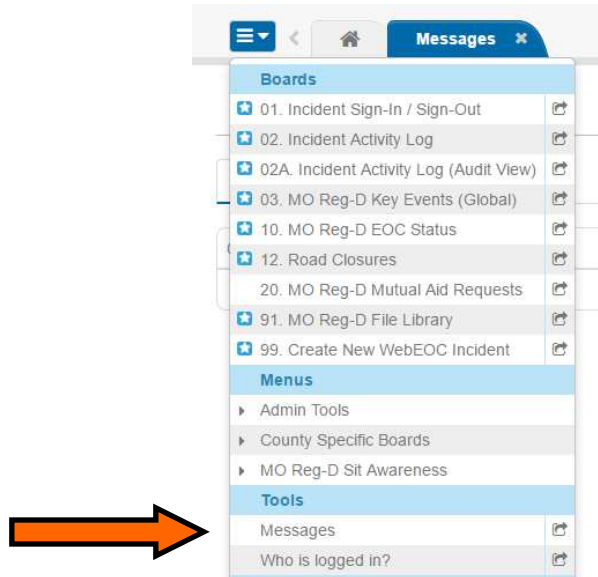 Messages
Boards
01. Incident Sign-In / Sign-Out
02. Incident Activity Log
02A. Incident Activity Log (Audit View)
03. MO Reg-D Key Events (Global)
10. MO Reg-D EOC Status
12. Road Closures
20. MO Reg-D Mutual Aid Requests
91. MO Reg-D File Library
99. Create New WebEOC Incident
Menus
Admin Tools
County Specific Boards
MO Reg-D Sit Awareness
Tools
Messages
Who is logged in?